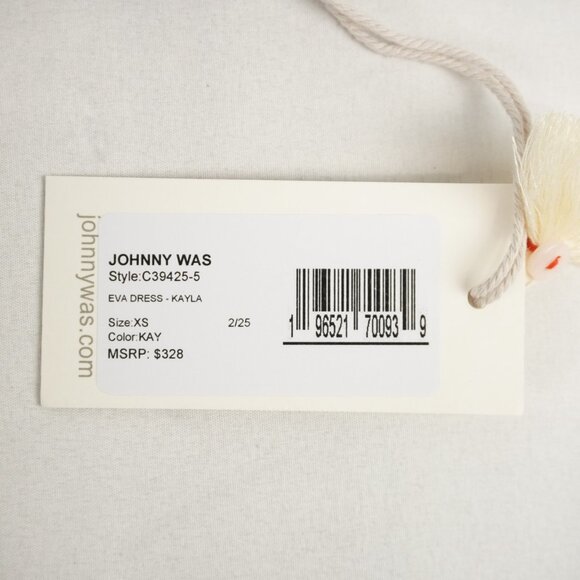 johnnywas.com
JOHNNY WAS
Style:C39425-5
EVA DRESS - KAYLA
Size:XS 2/25
Color:KAY
MSRP: $328
1 96521 70093 9